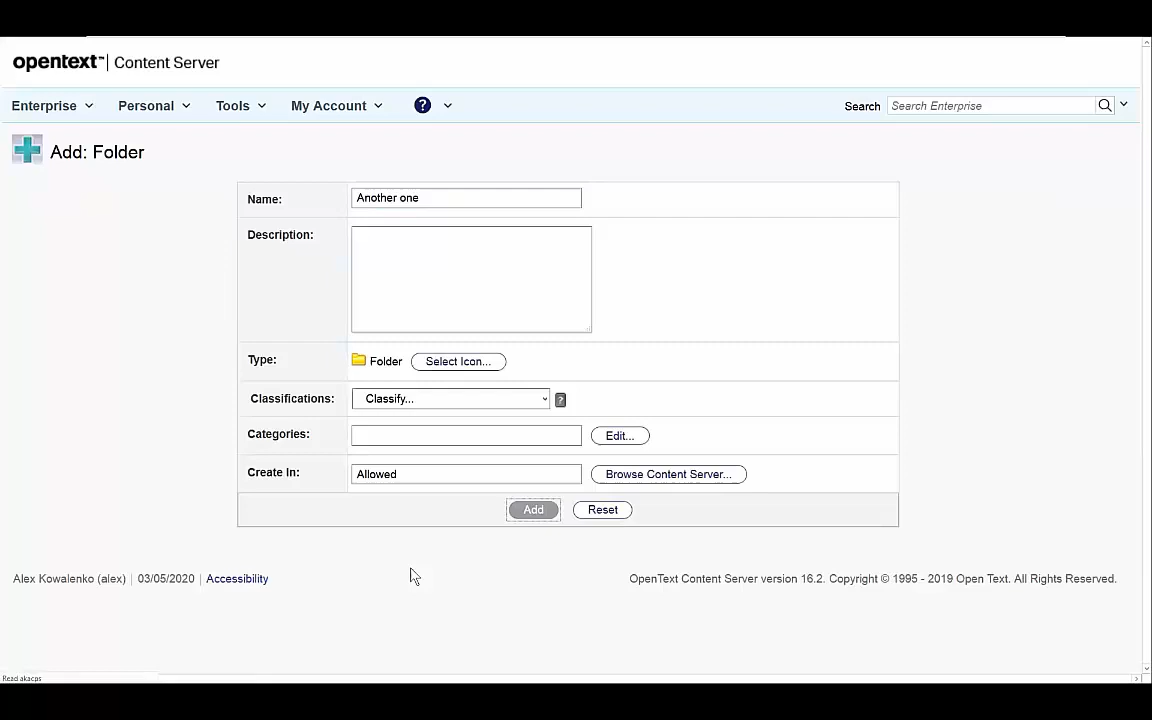 opentext™ | Content Server
Enterprise Personal Tools My Account ? Search Search Enterprise
Add: Folder
Name: Another one
Description:
Type: Folder Select Icon...
Classifications: Classify... ?
Categories: Edit...
Create In: Allowed Browse Content Server...
Add Reset
Alex Kowalenko (alex) | 03/05/2020 | Accessibility OpenText Content Server version 16.2. Copyright © 1995 - 2019 Open Text. All Rights Reserved.
Read akacps